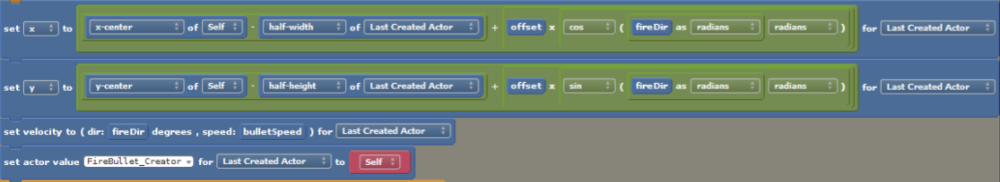 set x to x-center of Self - half-width of Last Created Actor + offset x cos ( fireDir as radians radians ) for Last Created Actor
set y to y-center of Self - half-height of Last Created Actor + offset x sin ( fireDir as radians radians ) for Last Created Actor
set velocity to ( dir: fireDir degrees , speed: bulletSpeed ) for Last Created Actor
set actor value FireBullet_Creator for Last Created Actor to Self